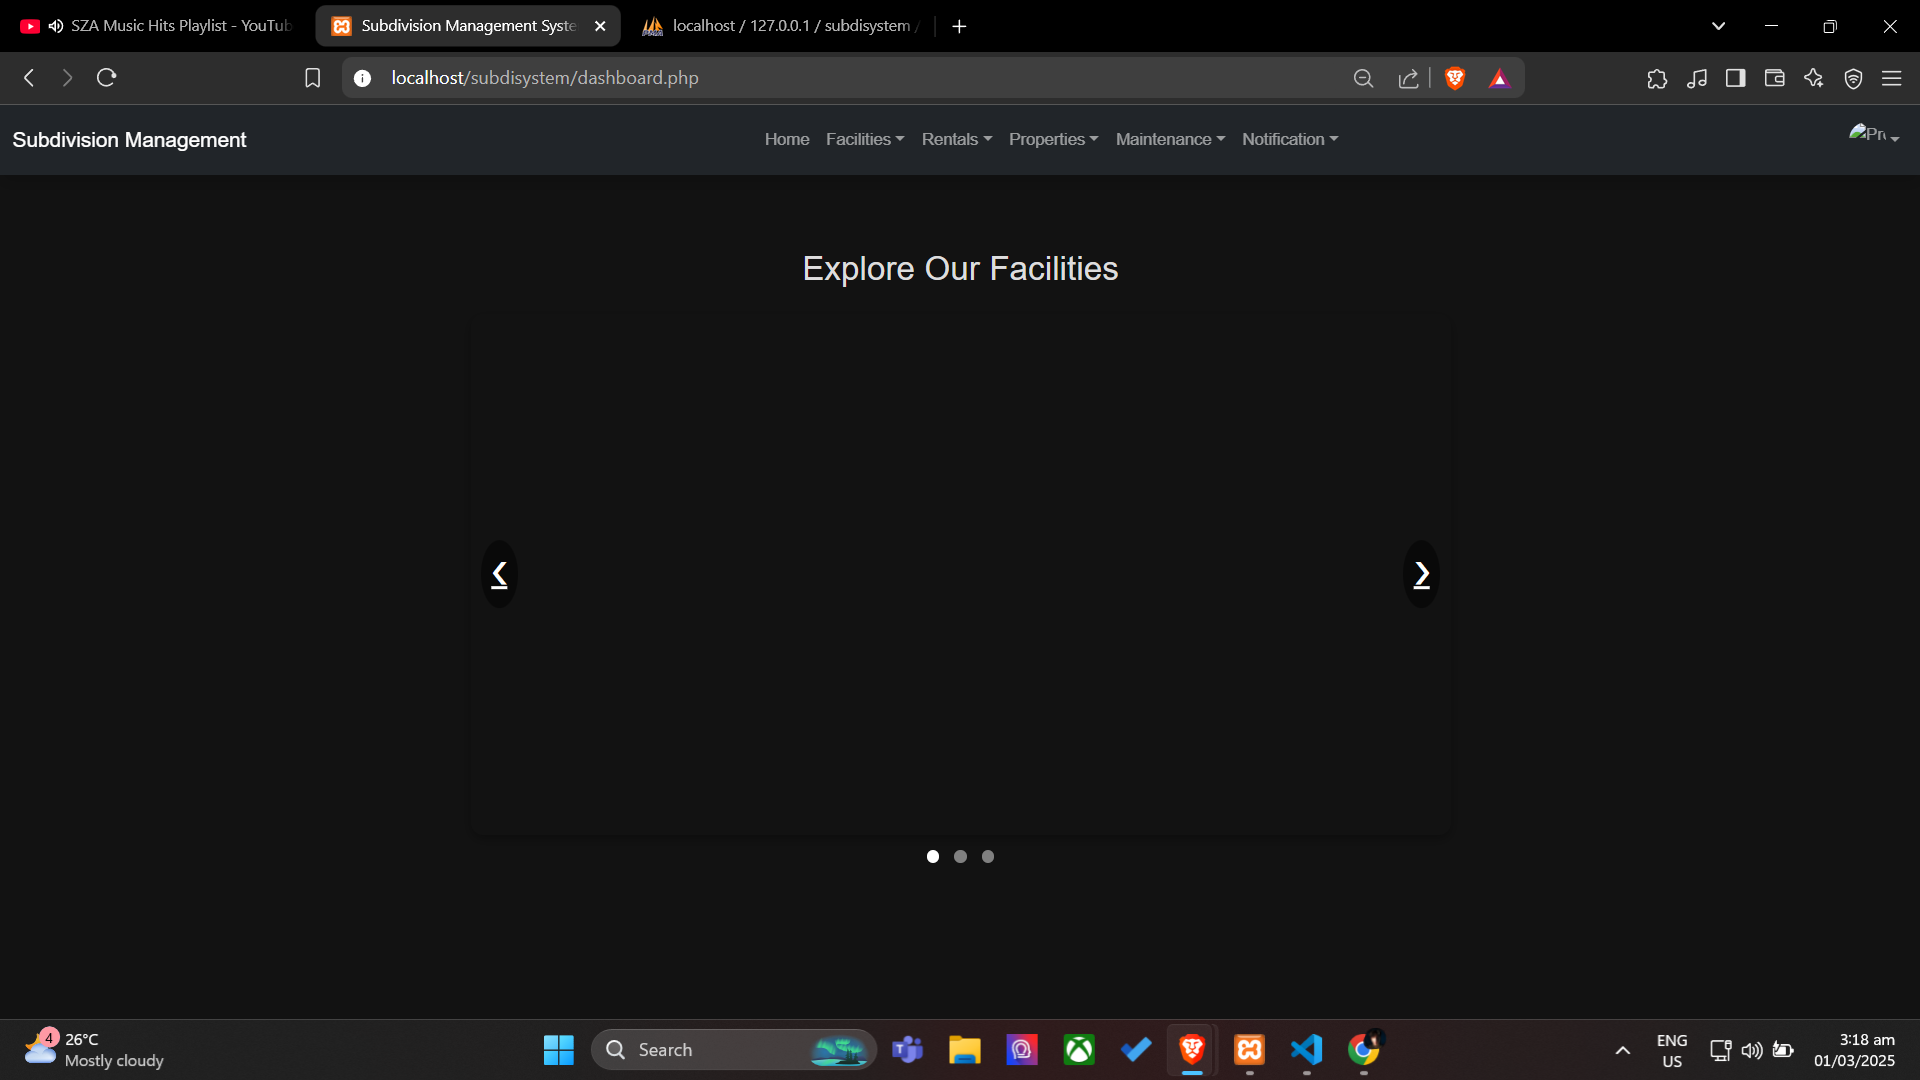 SZA Music Hits Playlist - YouTub
Subdivision Management Syste
localhost / 127.0.0.1 / subdisystem /
localhost/subdisystem/dashboard.php
Subdivision Management
Home Facilities Rentals Properties Maintenance Notification
Pr
Explore Our Facilities
4
26°C
Mostly cloudy
Search
ENG
US
3:18 am
01/03/2025